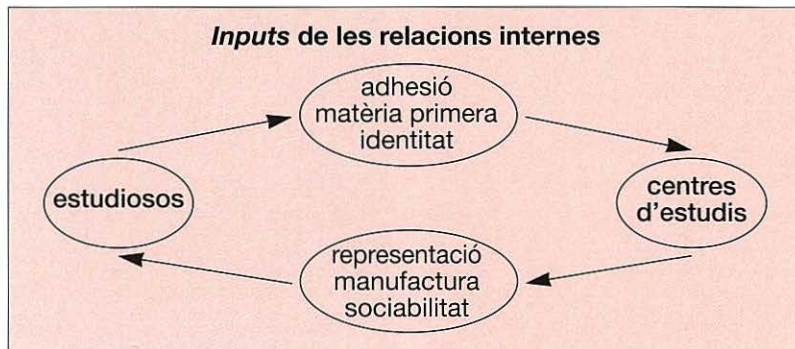 Inputs de les relacions internes
adhesió
matèria primera
identitat
estudiosos
centres
d'estudis
representació
manufactura
sociabilitat